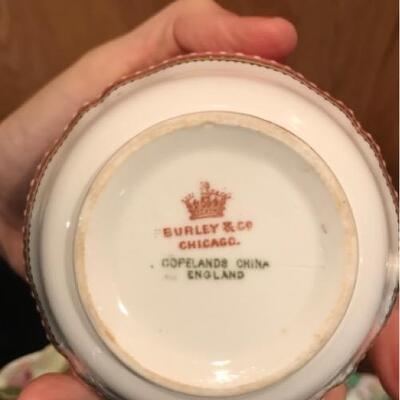 BURLEY & CO
CHICAGO.
COPELANDS CHINA
ENGLAND